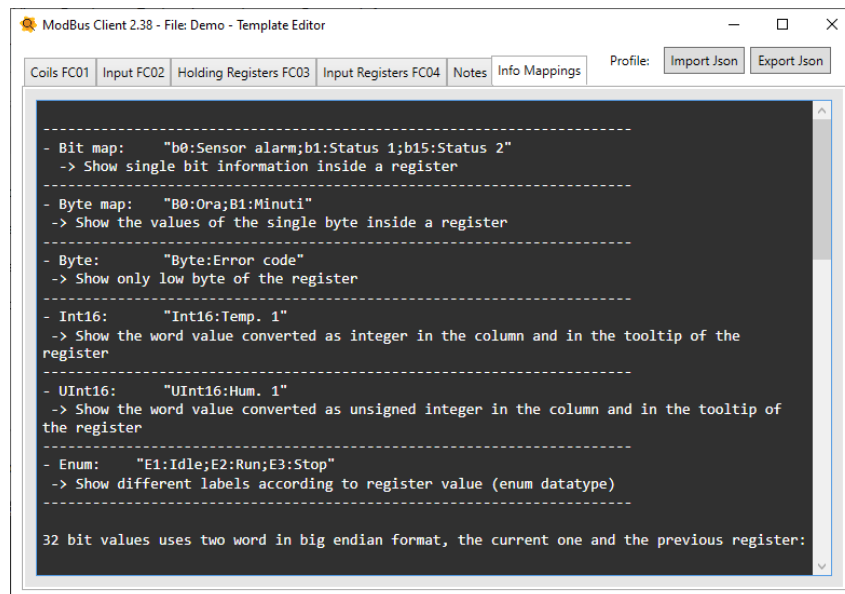 ModBus Client 2.38 - File: Demo - Template Editor
Coils FC01 Input FC02 Holding Registers FC03 Input Registers FC04 Notes Info Mappings Profile: Import Json Export Json
----------------------------------------------------------------------
- Bit map: "b0:Sensor alarm;b1:Status 1;b15:Status 2"
-> Show single bit information inside a register
----------------------------------------------------------------------
- Byte map: "B0:Ora;B1:Minuti"
-> Show the values of the single byte inside a register
----------------------------------------------------------------------
- Byte: "Byte:Error code"
-> Show only low byte of the register
----------------------------------------------------------------------
- Int16: "Int16:Temp. 1"
-> Show the word value converted as integer in the column and in the tooltip of the
register
----------------------------------------------------------------------
- UInt16: "UInt16:Hum. 1"
-> Show the word value converted as unsigned integer in the column and in the tooltip of
the register
----------------------------------------------------------------------
- Enum: "E1:Idle;E2:Run;E3:Stop"
-> Show different labels according to register value (enum datatype)
----------------------------------------------------------------------
32 bit values uses two word in big endian format, the current one and the previous register: